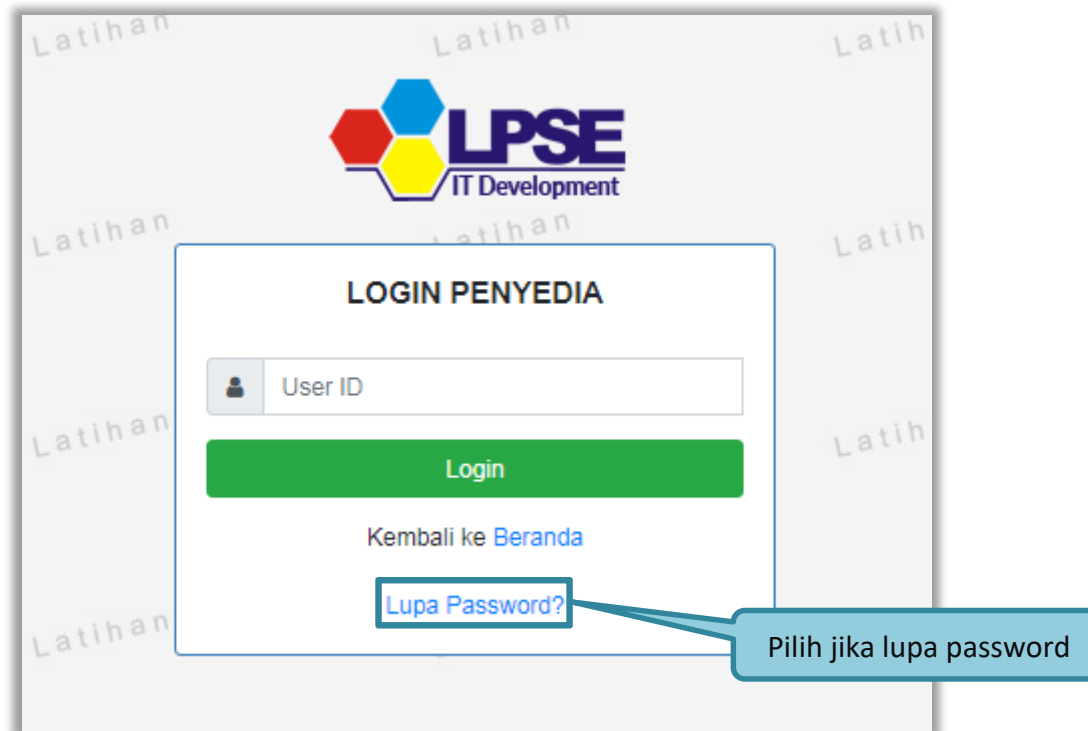 Latihan Latihan Latih
LPSE
IT Development
Latihan Latihan Latih
LOGIN PENYEDIA
User ID
Latihan Latih
Login
Kembali ke Beranda
Lupa Password?
Latihan
Pilih jika lupa password